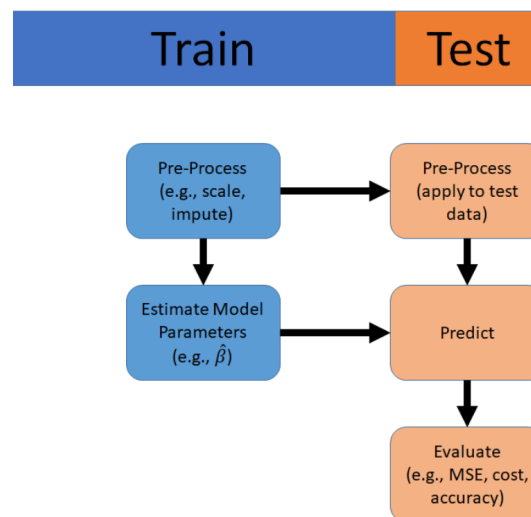 Train
Test
Pre-Process
(e.g., scale,
impute)
Pre-Process
(apply to test
data)
Estimate Model
Parameters
(e.g., β̂)
Predict
Evaluate
(e.g., MSE, cost,
accuracy)